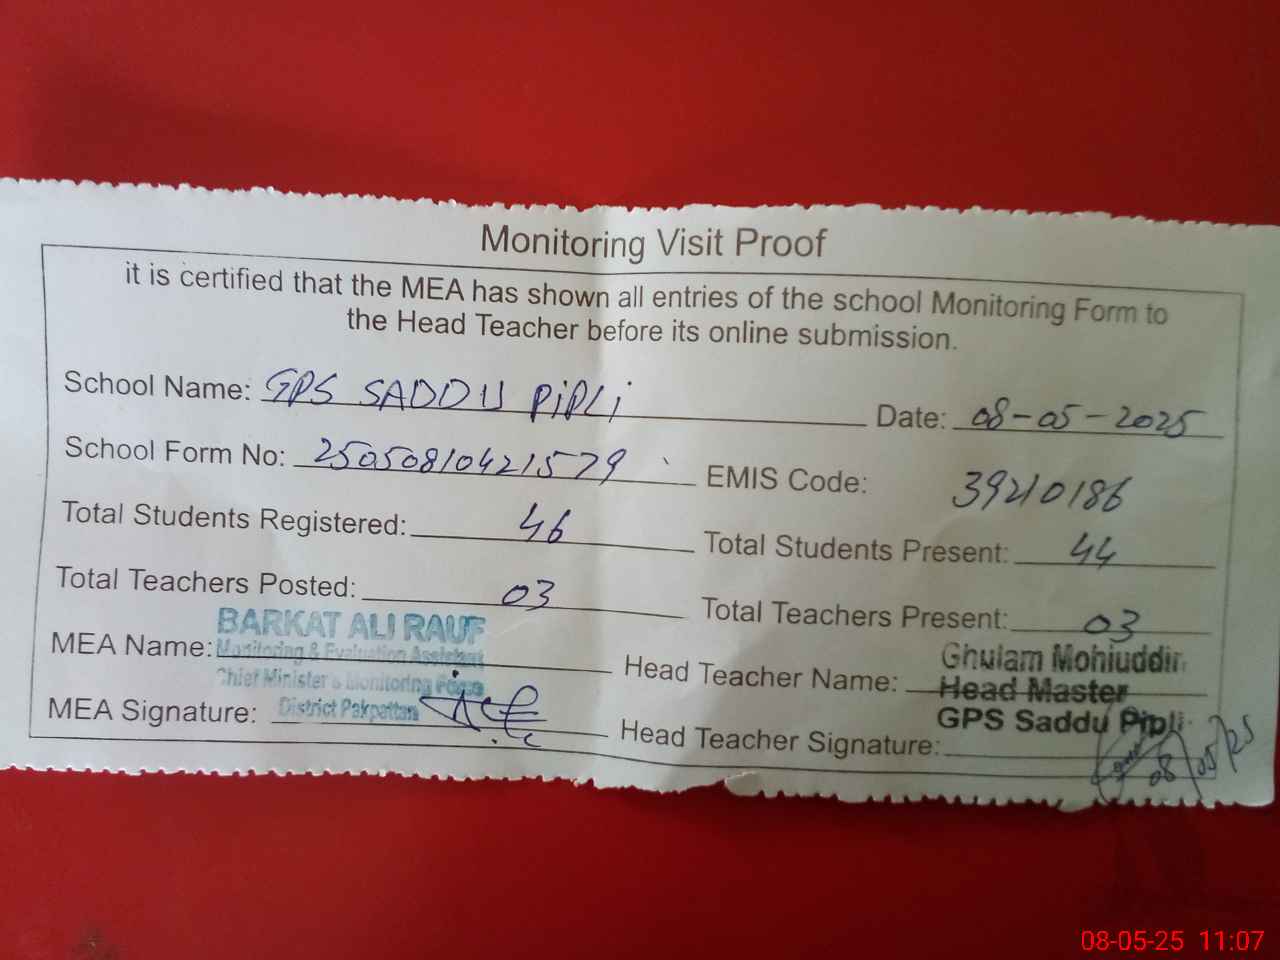 Monitoring Visit Proof
it is certified that the MEA has shown all entries of the school Monitoring Form to
the Head Teacher before its online submission.
School Name: GPS SADDU PiPLi Date: 08-05-2025
School Form No: 25050810421579 EMIS Code: 39210186
Total Students Registered: 46 Total Students Present: 44
Total Teachers Posted: 03 Total Teachers Present: 03
BARKAT ALI RAUF
MEA Name: Monitoring & Evaluation Assistant
Chief Minister's Monitoring Force
District Pakpattan
MEA Signature:
Head Teacher Name: Ghulam Mohiuddin
Head Master
GPS Saddu Pipli
Head Teacher Signature:
08/05/25
08-05-25 11:07